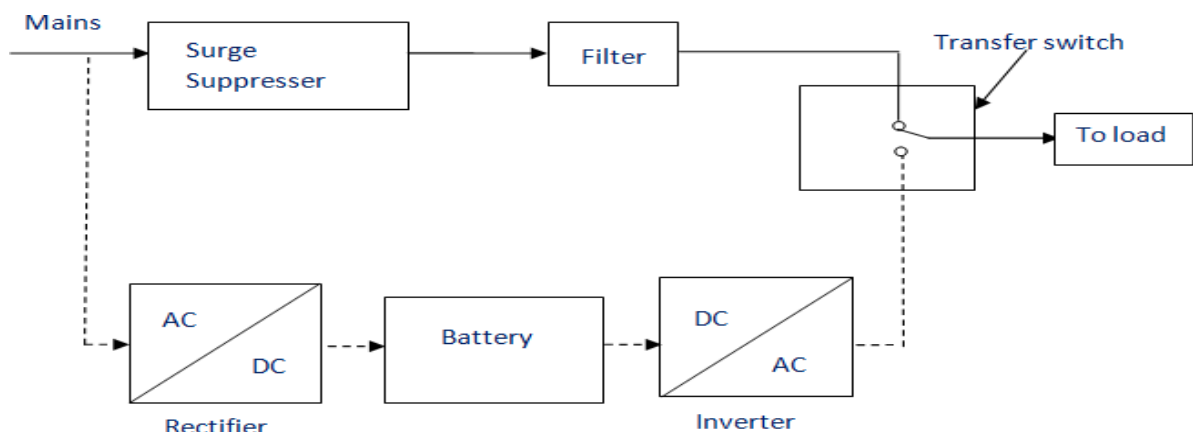 Mains
Surge
Suppresser
Filter
Transfer switch
To load
AC
DC
Battery
DC
AC
Rectifier
Inverter